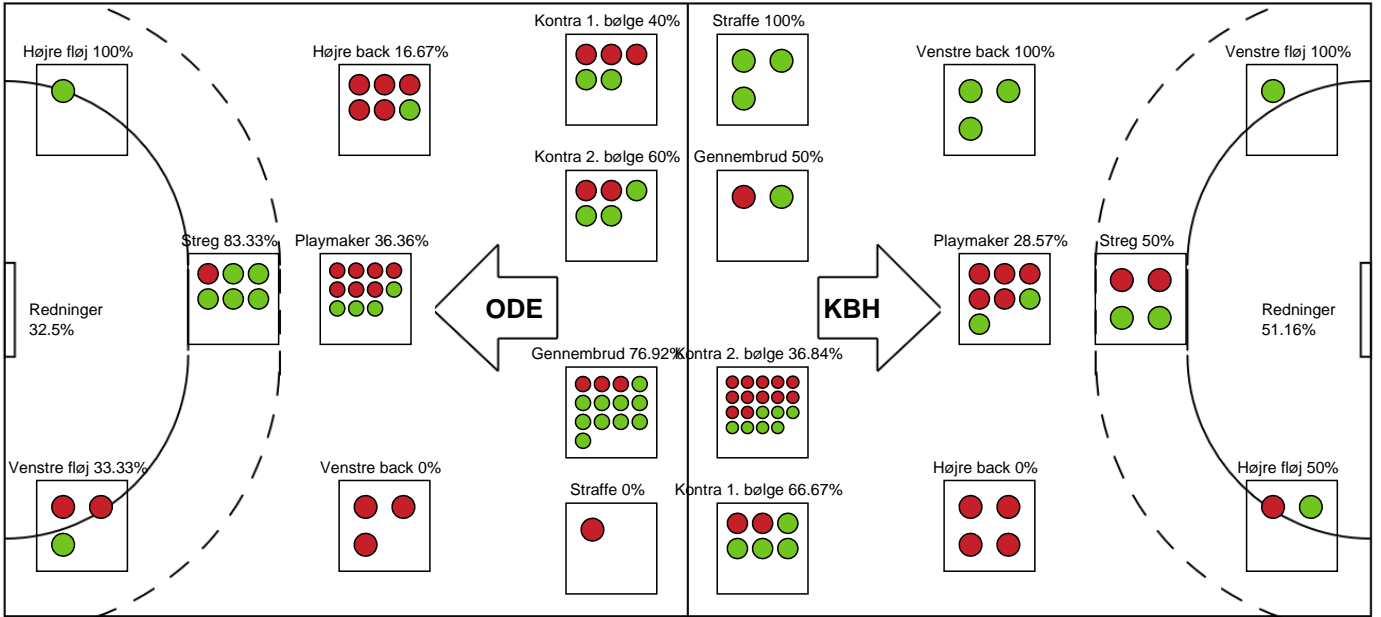 Kontra 1. bølge 40%
Straffe 100%
Højre fløj 100%
Højre back 16.67%
Venstre back 100%
Venstre fløj 100%
Kontra 2. bølge 60%
Gennembrud 50%
Streg 83.33%
Playmaker 36.36%
Playmaker 28.57%
Streg 50%
Redninger
32.5%
ODE
KBH
Redninger
51.16%
Gennembrud 76.92%
Kontra 2. bølge 36.84%
Venstre fløj 33.33%
Venstre back 0%
Højre back 0%
Højre fløj 50%
Straffe 0%
Kontra 1. bølge 66.67%